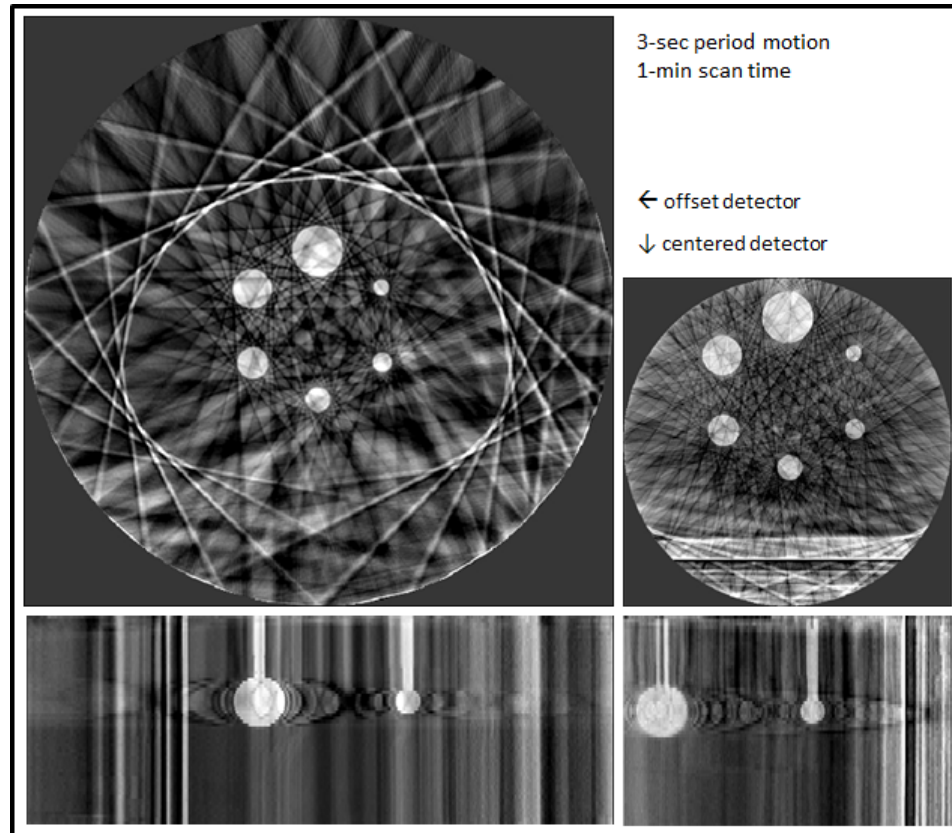 3-sec period motion
1-min scan time
← offset detector
↓ centered detector